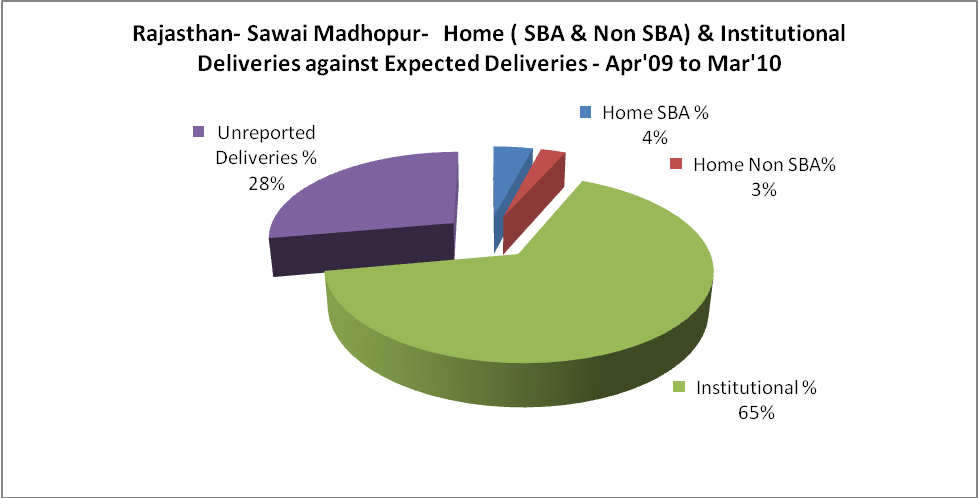 Rajasthan- Sawai Madhopur- Home ( SBA & Non SBA) & Institutional
Deliveries against Expected Deliveries - Apr'09 to Mar'10
Home SBA %
4%
Home Non SBA%
3%
Unreported
Deliveries %
28%
Institutional %
65%